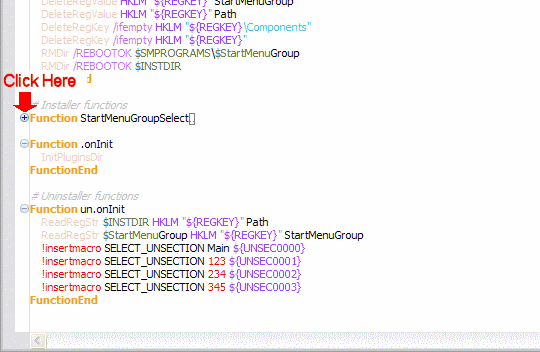 DeleteRegValue HKLM "${REGKEY}" StartMenuGroup
DeleteRegValue HKLM "${REGKEY}" Path
DeleteRegKey /ifempty HKLM "${REGKEY}\Components"
DeleteRegKey /ifempty HKLM "${REGKEY}"
RMDir /REBOOTOK $SMPROGRAMS\$StartMenuGroup
RMDir /REBOOTOK $INSTDIR
Click Here
# Installer functions
Function StartMenuGroupSelect[]
Function .onInit
InitPluginsDir
FunctionEnd
# Uninstaller functions
Function un.onInit
ReadRegStr $INSTDIR HKLM "${REGKEY}" Path
ReadRegStr $StartMenuGroup HKLM "${REGKEY}" StartMenuGroup
!insertmacro SELECT_UNSECTION Main ${UNSEC0000}
!insertmacro SELECT_UNSECTION 123 ${UNSEC0001}
!insertmacro SELECT_UNSECTION 234 ${UNSEC0002}
!insertmacro SELECT_UNSECTION 345 ${UNSEC0003}
FunctionEnd